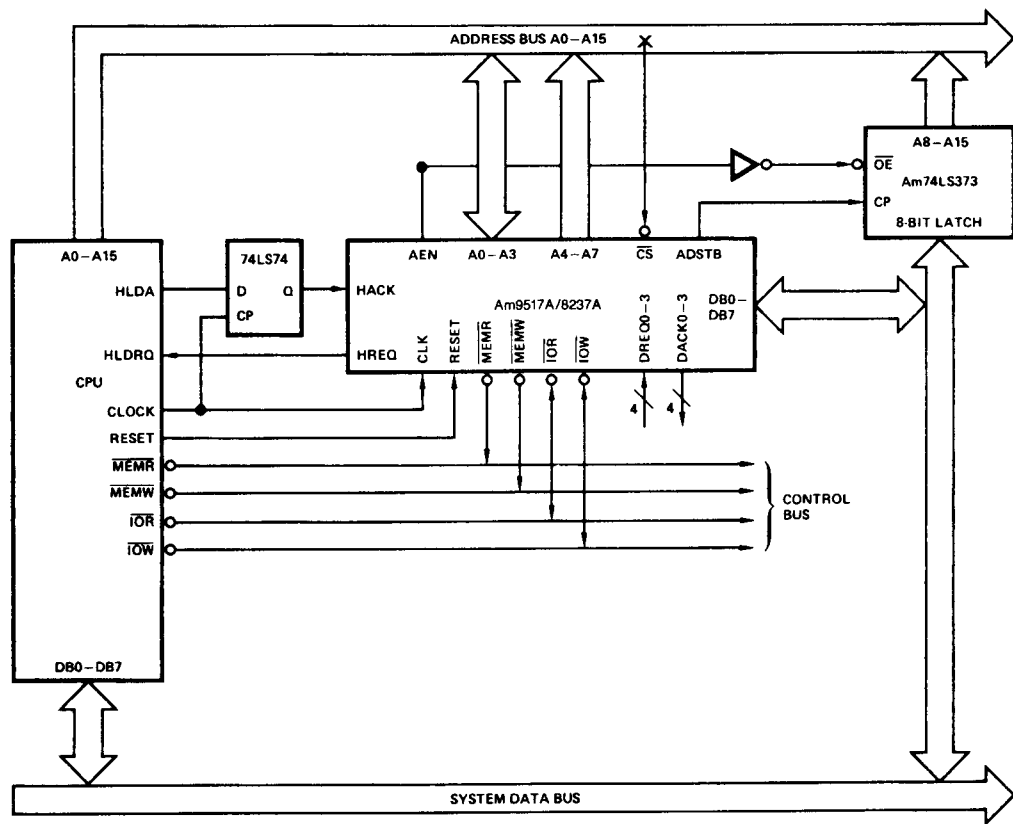 ADDRESS BUS A0–A15
A8–A15
OE
Am74LS373
CP
8-BIT LATCH
A0–A15
74LS74
AEN
A0–A3
A4–A7
CS
ADSTB
HLDA
D
Q
HACK
CP
Am9517A/8237A
DB0–
DB7
HLDRQ
HREQ
CLK
RESET
MEMR
MEMW
IOR
IOW
DREQ0-3
DACK0-3
CPU
4
4
CLOCK
RESET
MEMR
MEMW
IOR
IOW
CONTROL
BUS
DB0–DB7
SYSTEM DATA BUS